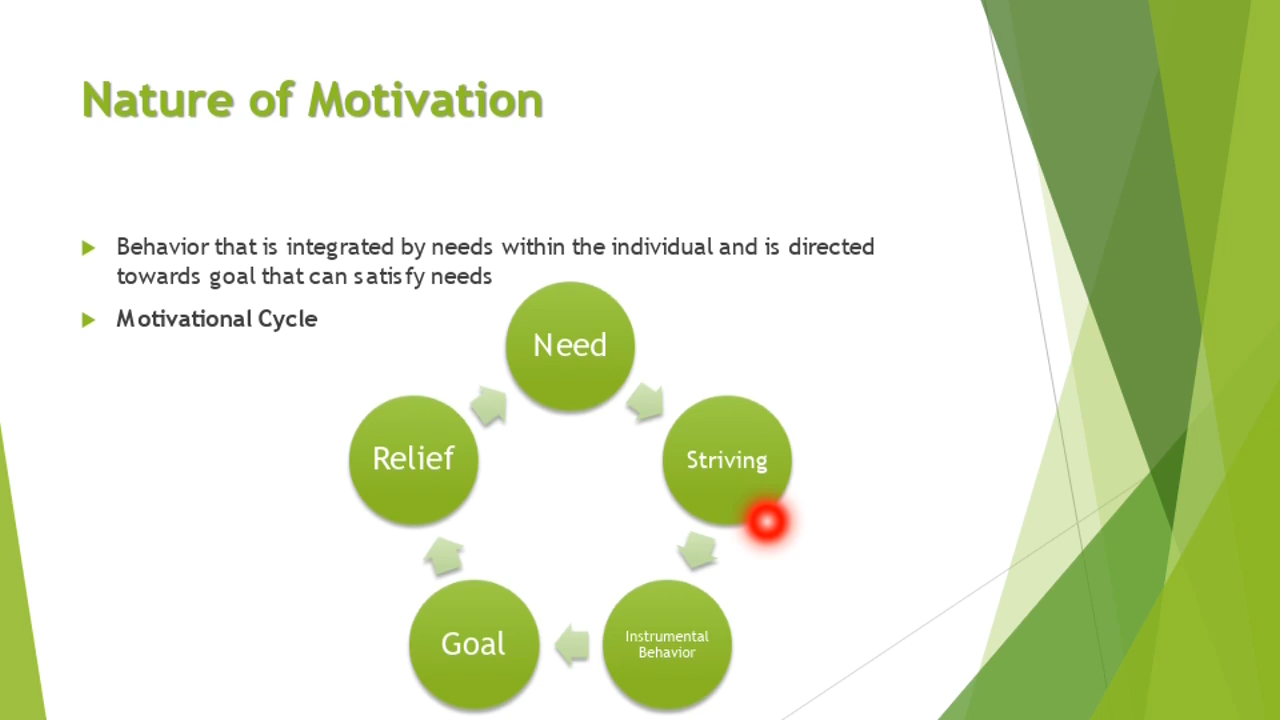 Nature of Motivation
Behavior that is integrated by needs within the individual and is directed
towards goal that can satisfy needs
Motivational Cycle
Need
Striving
Instrumental
Behavior
Goal
Relief